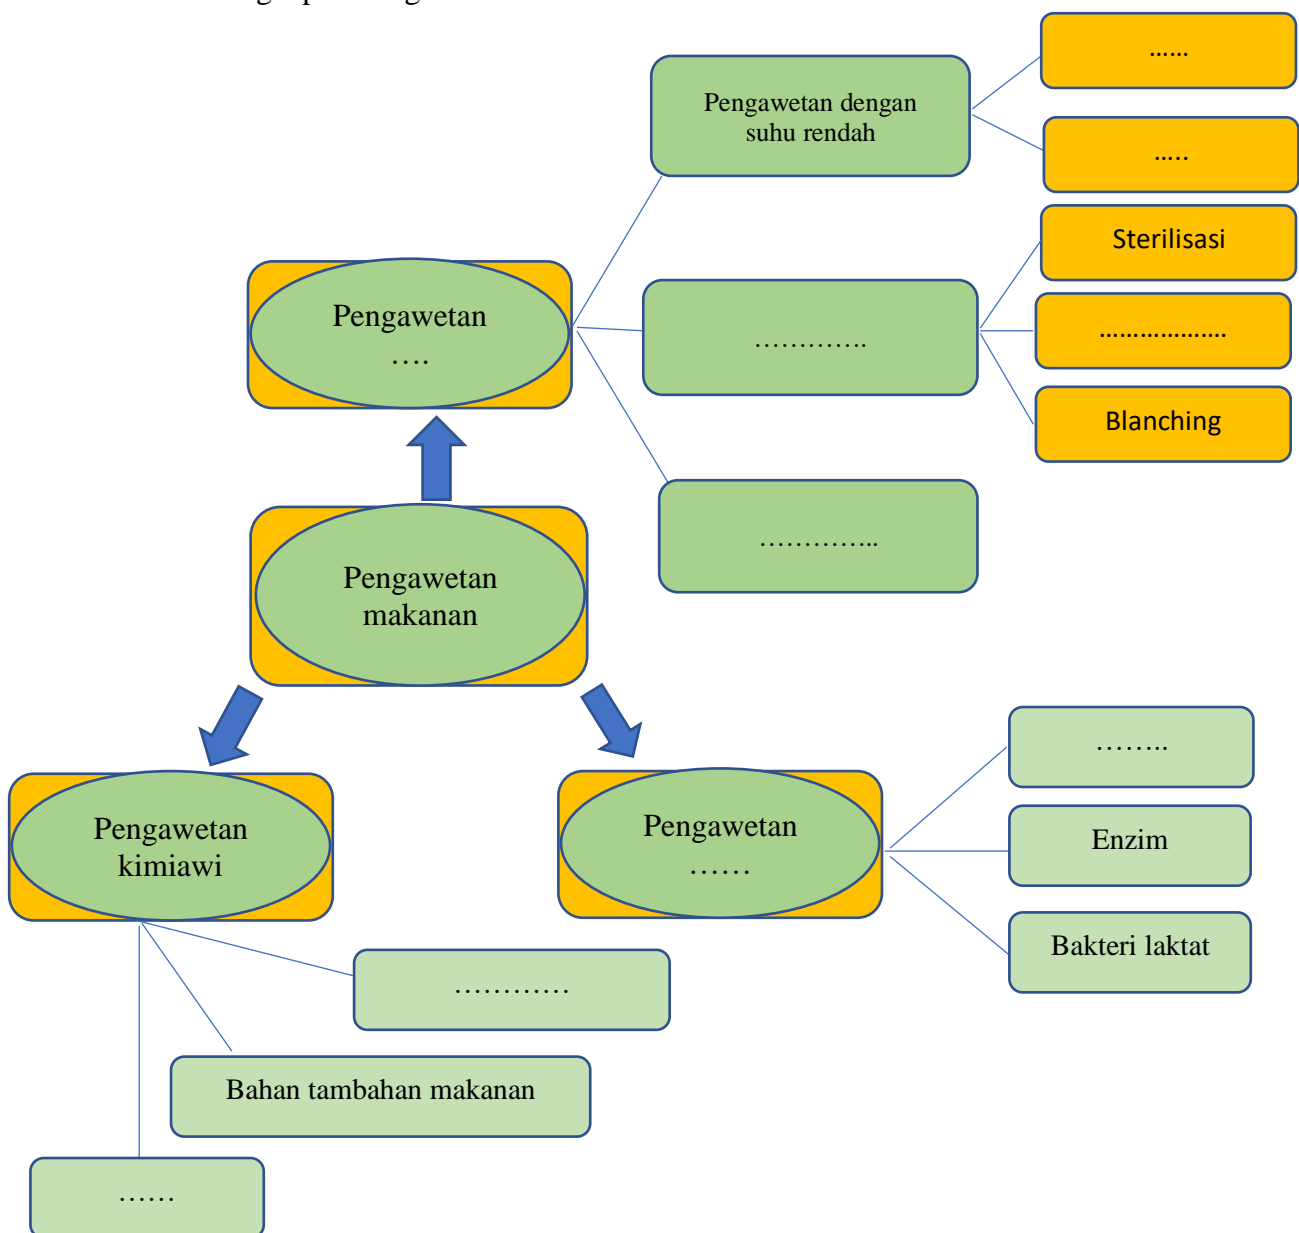 ……
Pengawetan dengan
suhu rendah
…..
Sterilisasi
Pengawetan
….
………….
……………….
Blanching
…………..
Pengawetan
makanan
……..
Pengawetan
kimiawi
Pengawetan
……
Enzim
Bakteri laktat
…………
Bahan tambahan makanan
……